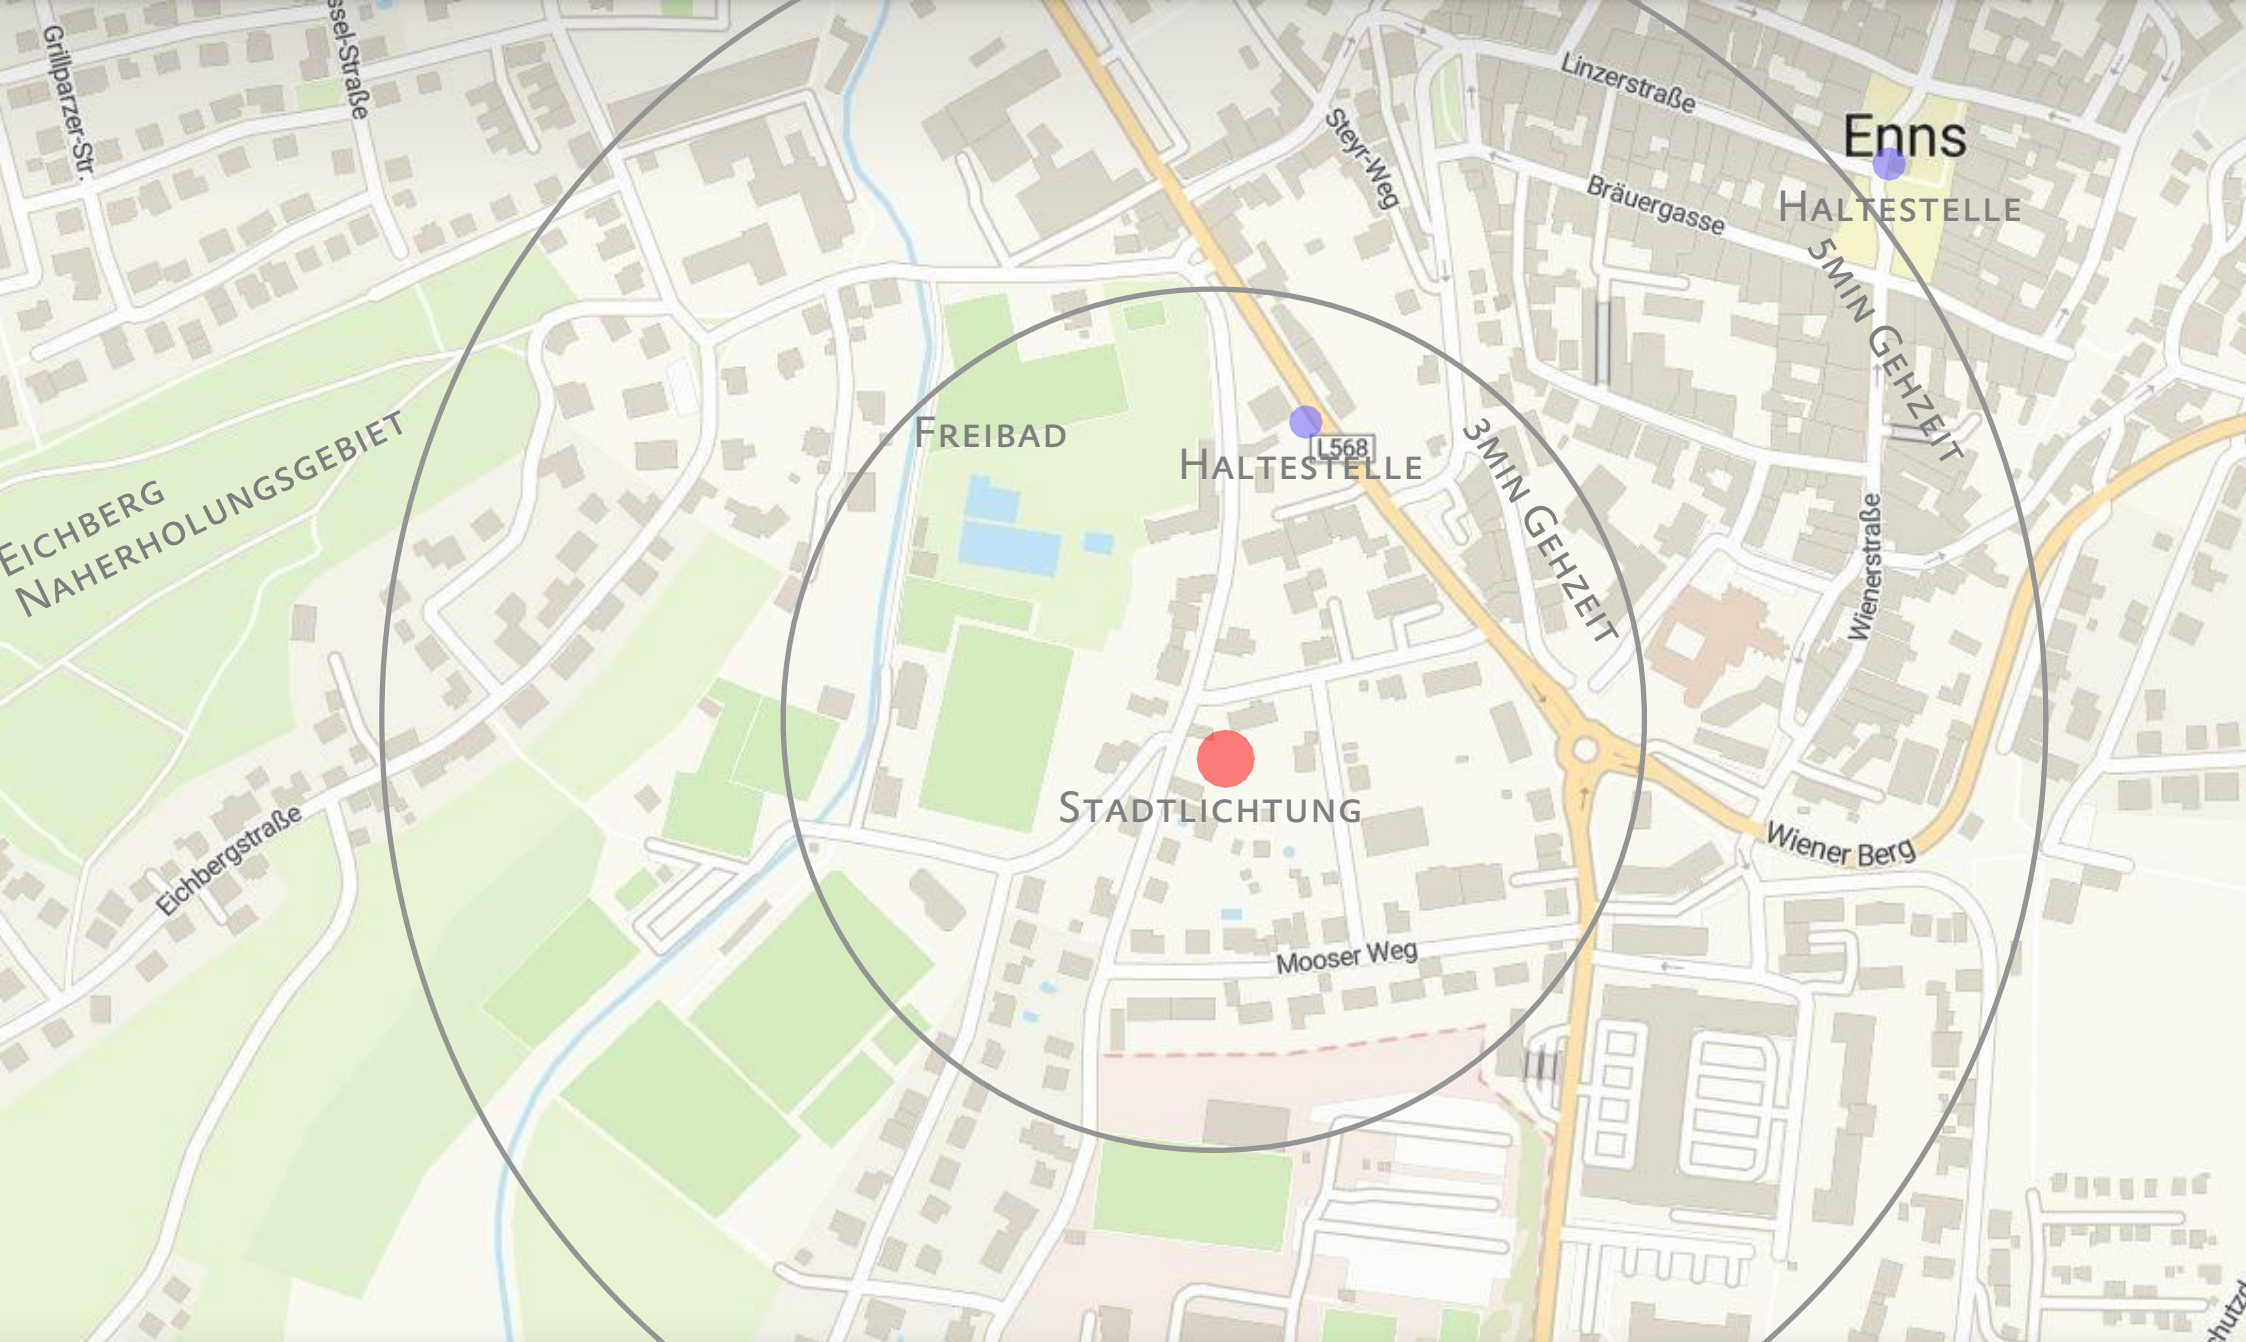 Grillparzer-Str.
ssel-Straße
Steyr-Weg
Linzerstraße
Enns
HALTESTELLE
Bräuergasse
5MIN GEHZEIT
FREIBAD
L568
HALTESTELLE
3MIN GEHZEIT
EICHBERG
NAHERHOLUNGSGEBIET
Wienerstraße
STADTLICHTUNG
Eichbergstraße
Wiener Berg
Mooser Weg